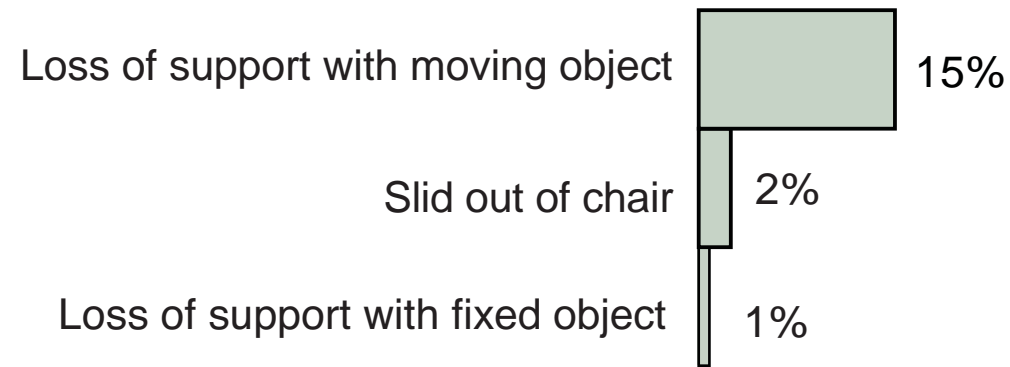 Loss of support with moving object 15%
Slid out of chair 2%
Loss of support with fixed object 1%